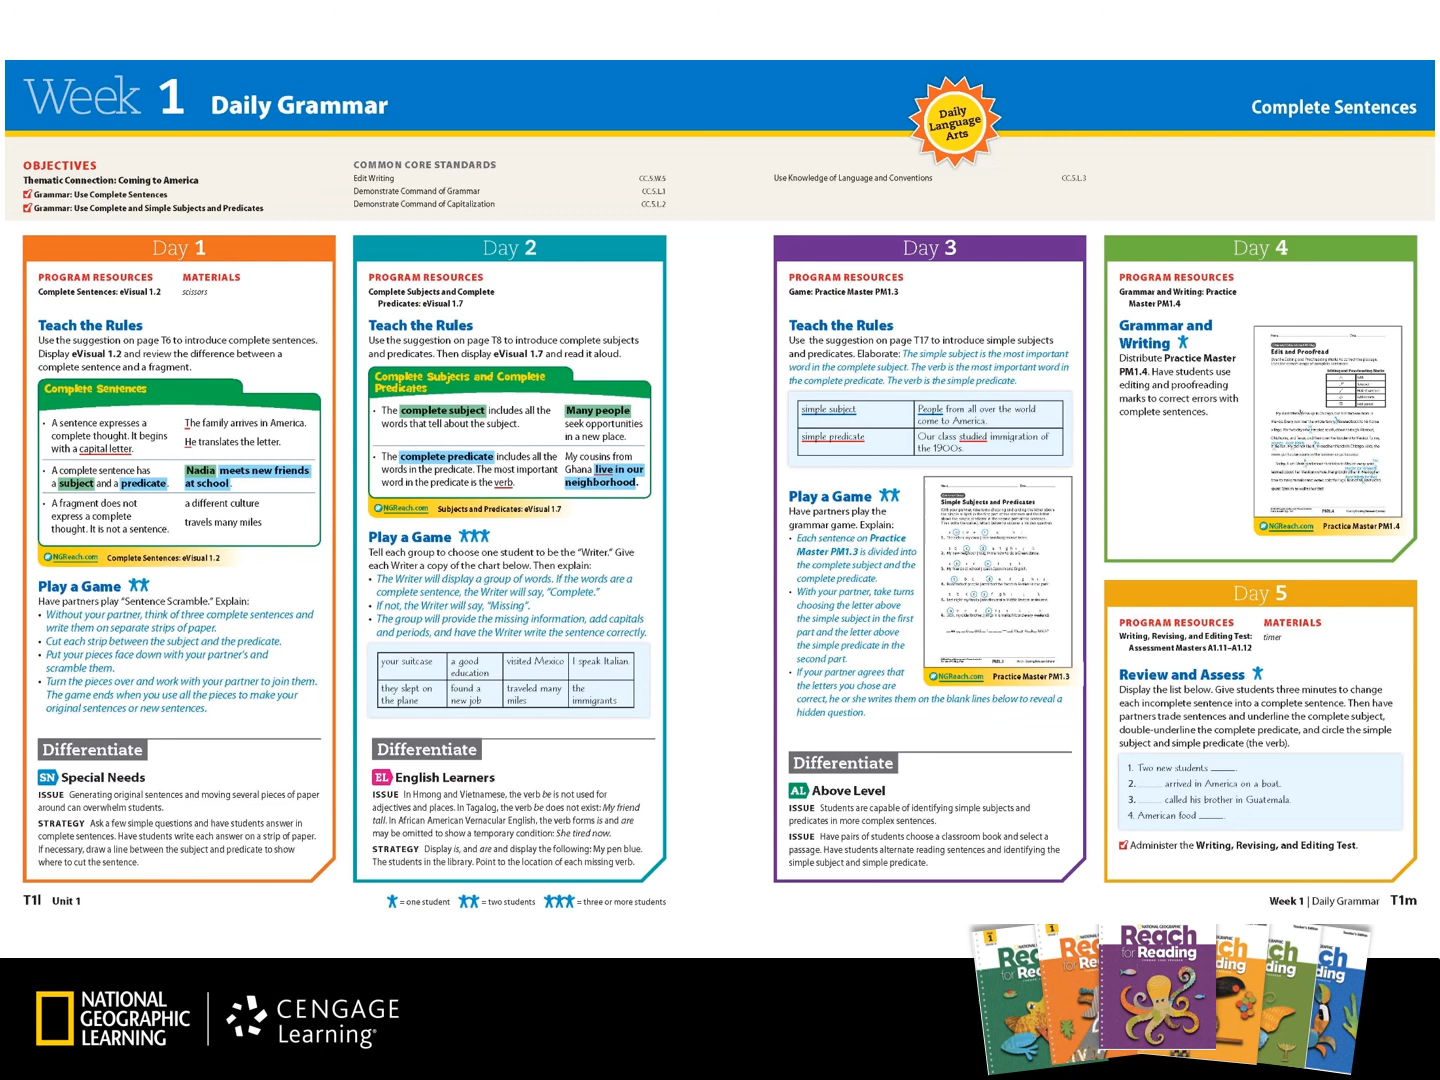 Week 1 Daily Grammar
Daily
Language
Arts
Complete Sentences
OBJECTIVES
Thematic Connection: Coming to America
Grammar: Use Complete Sentences
Grammar: Use Complete and Simple Subjects and Predicates
COMMON CORE STANDARDS
Edit Writing CC.5.W.5
Demonstrate Command of Grammar CC.5.L.1
Demonstrate Command of Capitalization CC.5.L.2
Use Knowledge of Language and Conventions CC.5.L.3
Day 1
PROGRAM RESOURCES MATERIALS
Complete Sentences: eVisual 1.2 scissors
Teach the Rules
Use the suggestion on page T6 to introduce complete sentences.
Display eVisual 1.2 and review the difference between a
complete sentence and a fragment.
Complete Sentences
• A sentence expresses a
complete thought. It begins
with a capital letter.
The family arrives in America.
He translates the letter.
• A complete sentence has
a subject and a predicate.
Nadia meets new friends
at school.
• A fragment does not
express a complete
thought. It is not a sentence.
a different culture
travels many miles
NGReach.com Complete Sentences: eVisual 1.2
Play a Game
Have partners play “Sentence Scramble.” Explain:
• Without your partner, think of three complete sentences and
write them on separate strips of paper.
• Cut each strip between the subject and the predicate.
• Put your pieces face down with your partner’s and
scramble them.
• Turn the pieces over and work with your partner to join them.
The game ends when you use all the pieces to make your
original sentences or new sentences.
Differentiate
SN Special Needs
ISSUE Generating original sentences and moving several pieces of paper
around can overwhelm students.
STRATEGY Ask a few simple questions and have students answer in
complete sentences. Have students write each answer on a strip of paper.
If necessary, draw a line between the subject and predicate to show
where to cut the sentence.
Day 2
PROGRAM RESOURCES
Complete Subjects and Complete
Predicates: eVisual 1.7
Teach the Rules
Use the suggestion on page T8 to introduce complete subjects
and predicates. Then display eVisual 1.7 and read it aloud.
Complete Subjects and Complete
Predicates
• The complete subject includes all the
words that tell about the subject.
Many people
seek opportunities
in a new place.
• The complete predicate includes all the
words in the predicate. The most important
word in the predicate is the verb.
My cousins from
Ghana live in our
neighborhood.
NGReach.com Subjects and Predicates: eVisual 1.7
Play a Game
Tell each group to choose one student to be the “Writer.” Give
each Writer a copy of the chart below. Then explain:
• The Writer will display a group of words. If the words are a
complete sentence, the Writer will say, “Complete.”
• If not, the Writer will say, “Missing”.
• The group will provide the missing information, add capitals
and periods, and have the Writer write the sentence correctly.
your suitcase
a good
education
visited Mexico
I speak Italian.
they slept on
the plane
found a
new job
traveled many
miles
the
immigrants
Differentiate
EL English Learners
ISSUE In Hmong and Vietnamese, the verb be is not used for
adjectives and places. In Tagalog, the verb be does not exist: My friend
tall. In African American Vernacular English, the verb forms is and are
may be omitted to show a temporary condition: She tired now.
STRATEGY Display is, and are and display the following: My pen blue.
The students in the library. Point to the location of each missing verb.
Day 3
PROGRAM RESOURCES
Game: Practice Master PM1.3
Teach the Rules
Use the suggestion on page T17 to introduce simple subjects
and predicates. Elaborate: The simple subject is the most important
word in the complete subject. The verb is the most important word in
the complete predicate. The verb is the simple predicate.
simple subject
People from all over the world
come to America.
simple predicate
Our class studied immigration of
the 1900s.
Play a Game
Have partners play the
grammar game. Explain:
• Each sentence on Practice
Master PM1.3 is divided into
the complete subject and the
complete predicate.
• With your partner, take turns
choosing the letter above
the simple subject in the first
part and the letter above
the simple predicate in the
second part.
• If your partner agrees that
the letters you chose are
correct, he or she writes them on the blank lines below to reveal a
hidden question.
Simple Subjects and Predicates
NGReach.com Practice Master PM1.3
Differentiate
AL Above Level
ISSUE Students are capable of identifying simple subjects and
predicates in more complex sentences.
ISSUE Have pairs of students choose a classroom book and select a
passage. Have students alternate reading sentences and identifying the
simple subject and simple predicate.
Day 4
PROGRAM RESOURCES
Grammar and Writing: Practice
Master PM1.4
Grammar and
Writing
Distribute Practice Master
PM1.4. Have students use
editing and proofreading
marks to correct errors with
complete sentences.
Edit and Proofread
NGReach.com Practice Master PM1.4
Day 5
PROGRAM RESOURCES MATERIALS
Writing, Revising, and Editing Test: timer
Assessment Masters A1.11–A1.12
Review and Assess
Display the list below. Give students three minutes to change
each incomplete sentence into a complete sentence. Then have
partners trade sentences and underline the complete subject,
double-underline the complete predicate, and circle the simple
subject and simple predicate (the verb).
1. Two new students ____.
2. ____ arrived in America on a boat.
3. ____ called his brother in Guatemala.
4. American food ____.
Administer the Writing, Revising, and Editing Test.
T1l Unit 1
= one student = two students = three or more students
Week 1 | Daily Grammar T1m
NATIONAL
GEOGRAPHIC
LEARNING
CENGAGE
Learning
Reach
for Reading